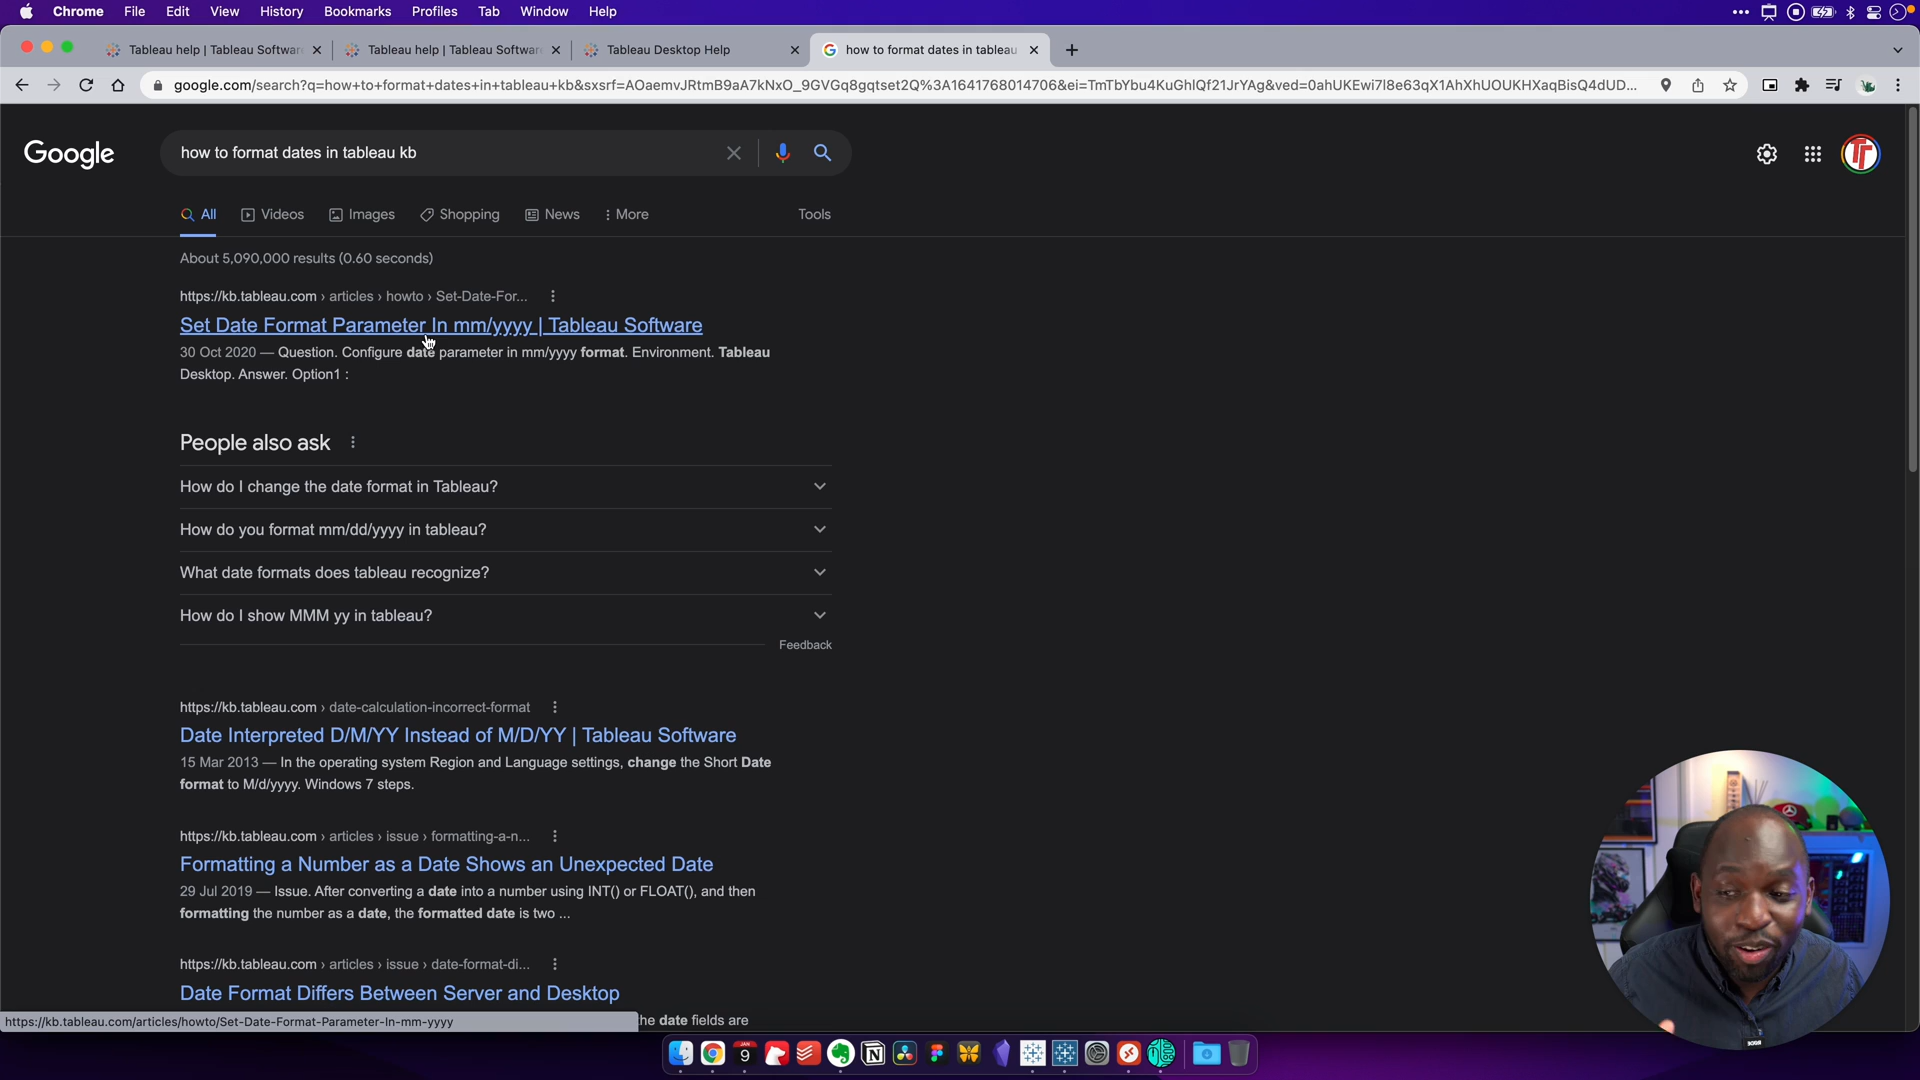 Chrome File Edit View History Bookmarks Profiles Tab Window Help
Tableau help | Tableau Softwar
Tableau help | Tableau Softwar
Tableau Desktop Help
how to format dates in tableau
google.com/search?q=how+to+format+dates+in+tableau+kb&sxsrf=AOaemvJRtmB9aA7kNxO_9GVGq8gqtset2Q%3A1641768014706&ei=TmTbYbu4KuGhlQf21JrYAg&ved=0ahUKEwi7l8e63qX1AhXhUOUKHXaqBisQ4dUD...
Google
how to format dates in tableau kb
All Videos Images Shopping News More Tools
About 5,090,000 results (0.60 seconds)
https://kb.tableau.com › articles › howto › Set-Date-For...
Set Date Format Parameter In mm/yyyy | Tableau Software
30 Oct 2020 — Question. Configure date parameter in mm/yyyy format. Environment. Tableau
Desktop. Answer. Option1 :
People also ask
How do I change the date format in Tableau?
How do you format mm/dd/yyyy in tableau?
What date formats does tableau recognize?
How do I show MMM yy in tableau?
Feedback
https://kb.tableau.com › date-calculation-incorrect-format
Date Interpreted D/M/YY Instead of M/D/YY | Tableau Software
15 Mar 2013 — In the operating system Region and Language settings, change the Short Date
format to M/d/yyyy. Windows 7 steps.
https://kb.tableau.com › articles › issue › formatting-a-n...
Formatting a Number as a Date Shows an Unexpected Date
29 Jul 2019 — Issue. After converting a date into a number using INT() or FLOAT(), and then
formatting the number as a date, the formatted date is two ...
https://kb.tableau.com › articles › issue › date-format-di...
Date Format Differs Between Server and Desktop
he date fields are
https://kb.tableau.com/articles/howto/Set-Date-Format-Parameter-In-mm-yyyy
JAN
9